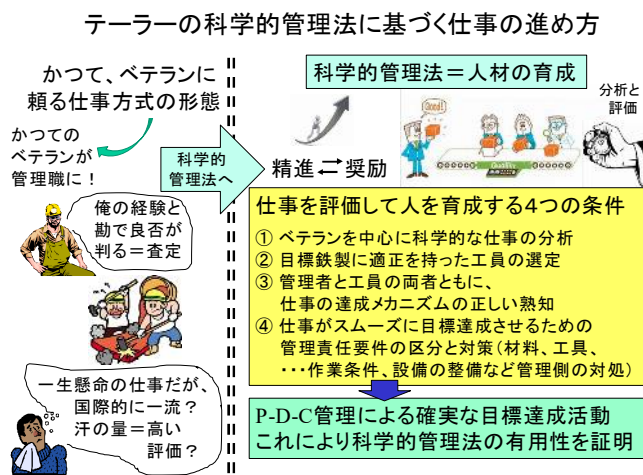 テーラーの科学的管理法に基づく仕事の進め方
かつて、ベテランに
頼る仕事方式の形態
かつての
ベテランが
管理職に！
俺の経験と
勘で良否が
判る＝査定
一生懸命の仕事だが、
国際的に一流？
汗の量＝高い
評価？
科学的
管理法へ
科学的管理法＝人材の育成
精進⇄奨励
Good!
Quality
分析と
評価
仕事を評価して人を育成する４つの条件
① ベテランを中心に科学的な仕事の分析
② 目標鉄製に適正を持った工員の選定
③ 管理者と工員の両者ともに、
仕事の達成メカニズムの正しい熟知
④ 仕事がスムーズに目標達成させるための
管理責任要件の区分と対策（材料、工具、
・・・作業条件、設備の整備など管理側の対処）
P-D-C管理による確実な目標達成活動
これにより科学的管理法の有用性を証明